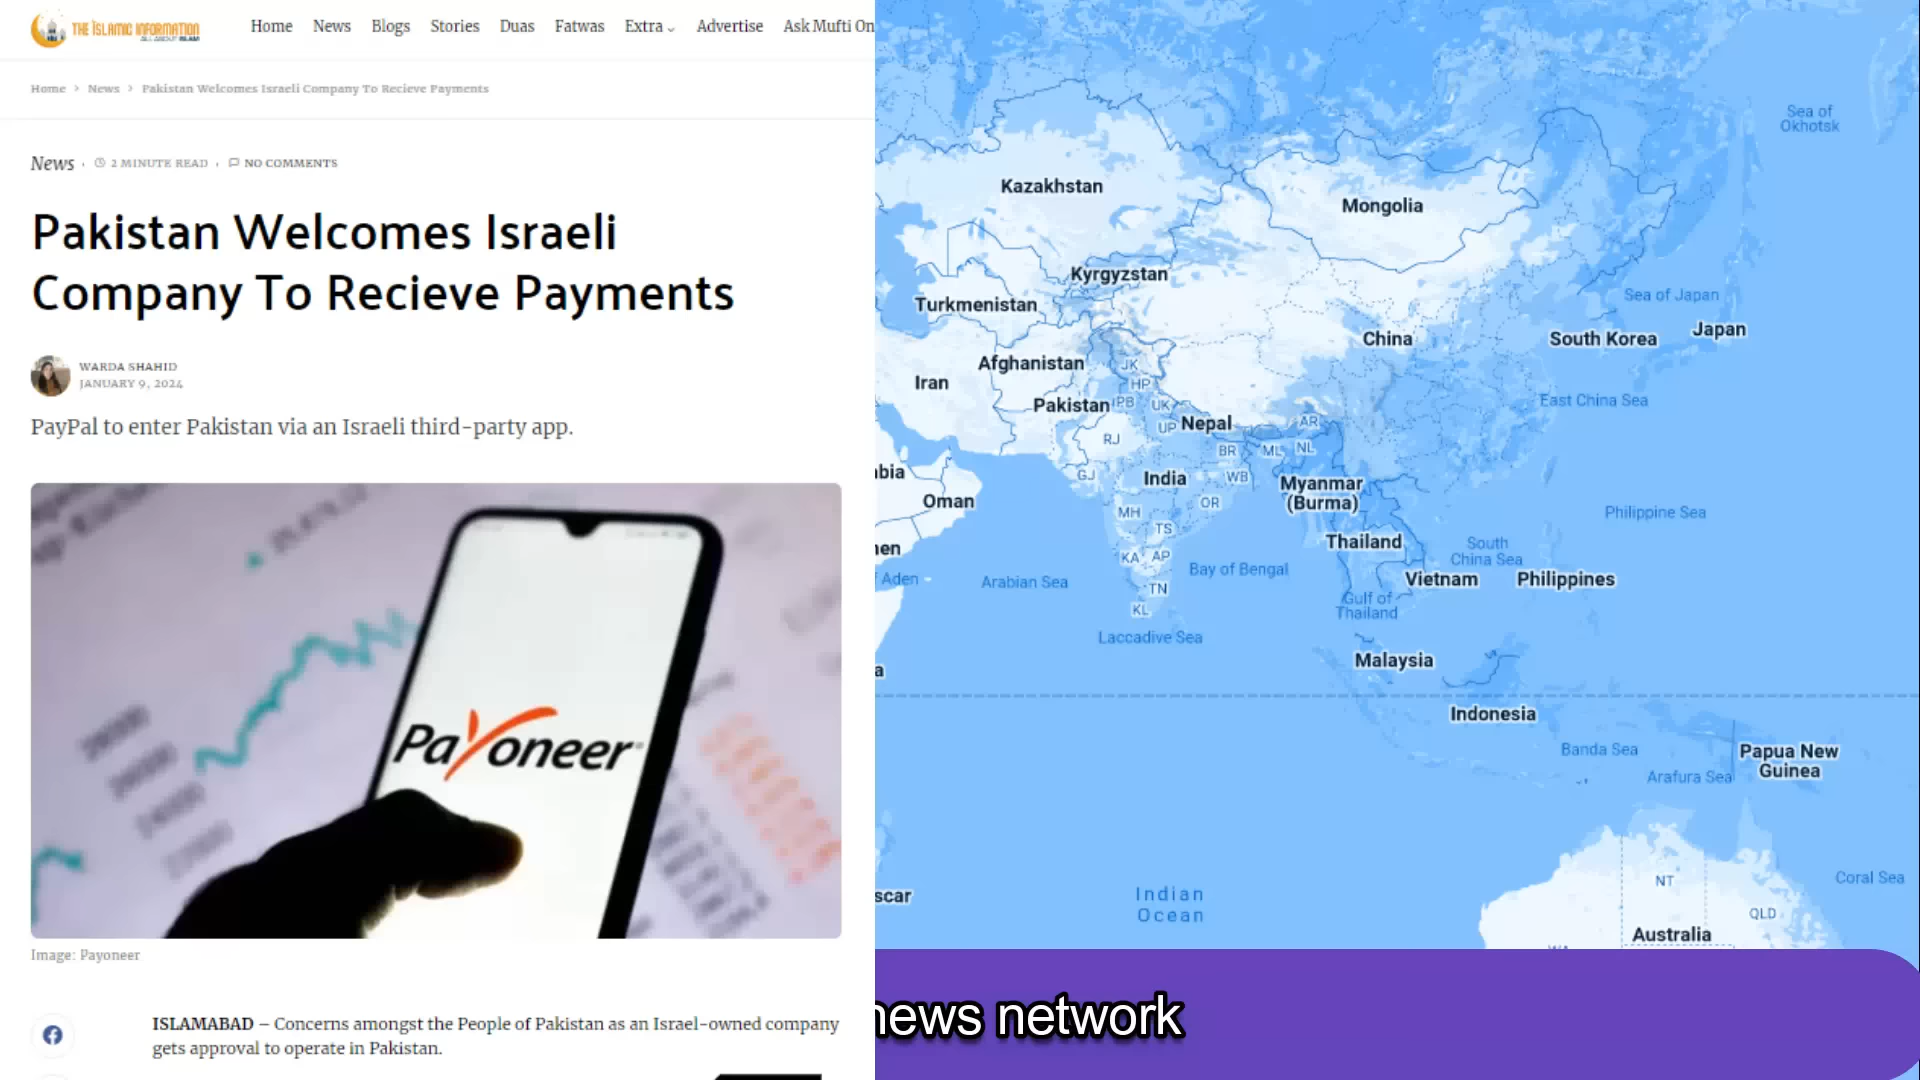 THE ISLAMIC INFORMATION
ALL ABOUT ISLAM
Home News Blogs Stories Duas Fatwas Extra Advertise Ask Mufti On
Home > News > Pakistan Welcomes Israeli Company To Recieve Payments
News 2 MINUTE READ NO COMMENTS
Pakistan Welcomes Israeli
Company To Recieve Payments
WARDA SHAHID
JANUARY 9, 2024
PayPal to enter Pakistan via an Israeli third-party app.
Payoneer
Image: Payoneer
ISLAMABAD – Concerns amongst the People of Pakistan as an Israel-owned company
gets approval to operate in Pakistan.
Sea of
Okhotsk
Kazakhstan
Mongolia
Kyrgyzstan
Sea of Japan
Turkmenistan
Japan
China
South Korea
Afghanistan
JK
Iran
HP
East China Sea
Pakistan
PB
UK
UP
Nepal
AR
RJ
BR
ML
NL
bia
GJ
India
WB
Myanmar
(Burma)
Oman
MH
OR
Philippine Sea
TS
Thailand
South
China Sea
en
KA
AP
Bay of Bengal
Aden
Arabian Sea
Vietnam
Philippines
TN
Gulf of
Thailand
KL
Laccadive Sea
Malaysia
a
Indonesia
Banda Sea
Papua New
Guinea
Arafura Sea
NT
Coral Sea
scar
Indian
Ocean
QLD
Australia
news network